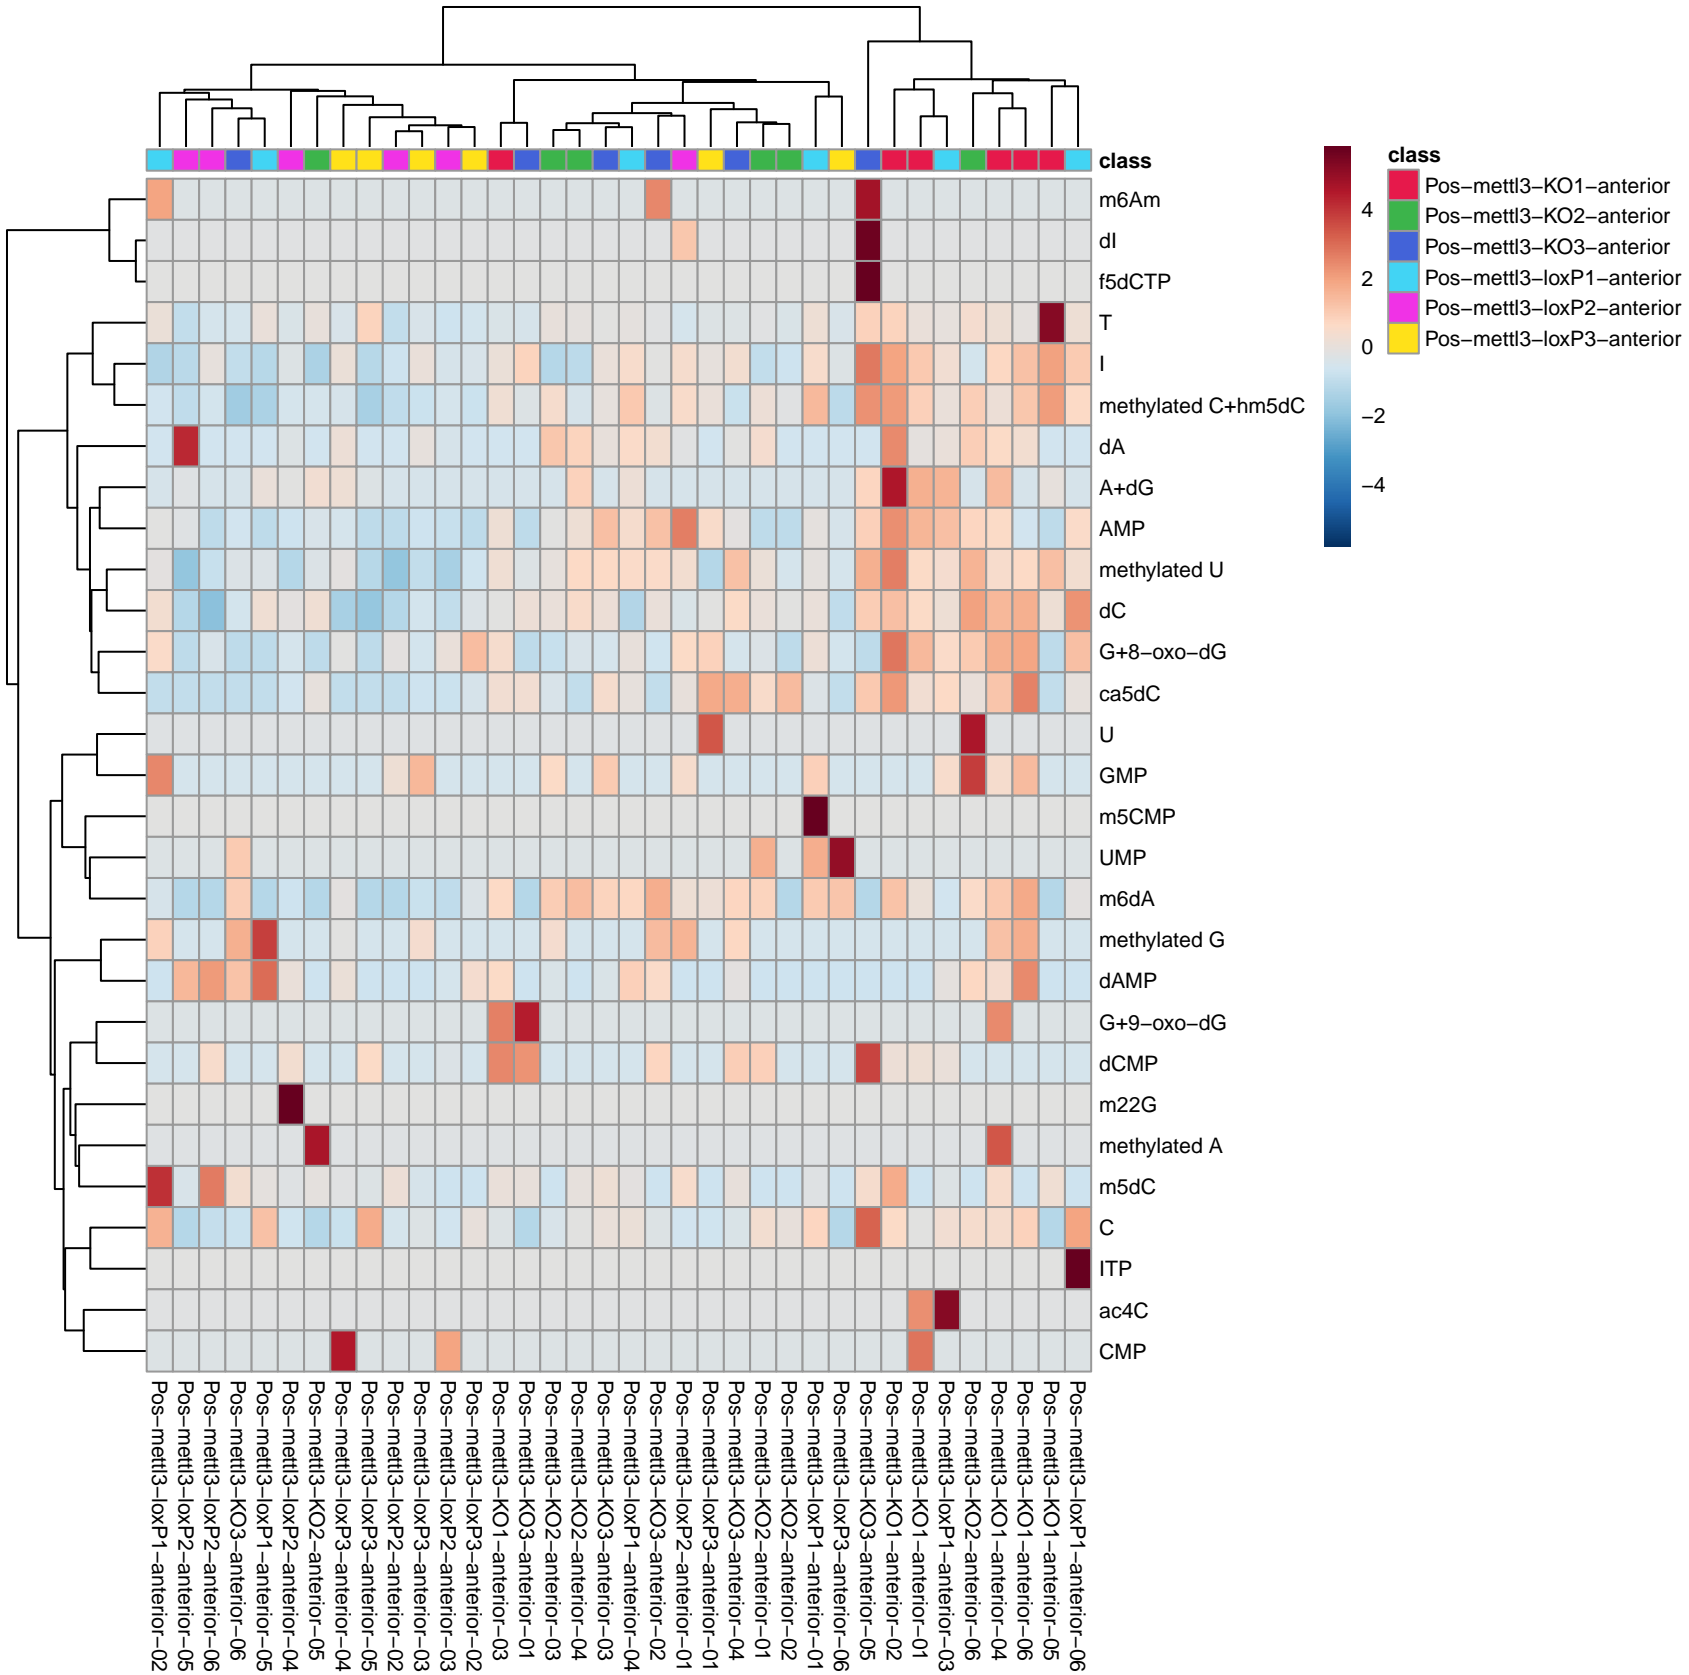 class
m6Am
dI
f5dCTP
T
I
methylated C+hm5dC
dA
A+dG
AMP
methylated U
dC
G+8−oxo−dG
ca5dC
U
GMP
m5CMP
UMP
m6dA
methylated G
dAMP
G+9−oxo−dG
dCMP
m22G
methylated A
m5dC
C
ITP
ac4C
CMP
4
2
0
−2
−4
class
Pos−mettl3−KO1−anterior
Pos−mettl3−KO2−anterior
Pos−mettl3−KO3−anterior
Pos−mettl3−loxP1−anterior
Pos−mettl3−loxP2−anterior
Pos−mettl3−loxP3−anterior
Pos−mettl3−loxP1−anterior−02
Pos−mettl3−loxP2−anterior−05
Pos−mettl3−loxP2−anterior−06
Pos−mettl3−KO3−anterior−06
Pos−mettl3−loxP1−anterior−05
Pos−mettl3−loxP2−anterior−04
Pos−mettl3−KO2−anterior−05
Pos−mettl3−loxP3−anterior−04
Pos−mettl3−loxP3−anterior−05
Pos−mettl3−loxP2−anterior−02
Pos−mettl3−loxP3−anterior−03
Pos−mettl3−loxP2−anterior−03
Pos−mettl3−loxP3−anterior−02
Pos−mettl3−KO1−anterior−03
Pos−mettl3−KO3−anterior−01
Pos−mettl3−KO2−anterior−03
Pos−mettl3−KO2−anterior−04
Pos−mettl3−KO3−anterior−03
Pos−mettl3−loxP1−anterior−04
Pos−mettl3−KO3−anterior−02
Pos−mettl3−loxP2−anterior−01
Pos−mettl3−loxP3−anterior−01
Pos−mettl3−KO3−anterior−04
Pos−mettl3−KO2−anterior−01
Pos−mettl3−KO2−anterior−02
Pos−mettl3−loxP1−anterior−01
Pos−mettl3−loxP3−anterior−06
Pos−mettl3−KO3−anterior−05
Pos−mettl3−KO1−anterior−02
Pos−mettl3−KO1−anterior−01
Pos−mettl3−loxP1−anterior−03
Pos−mettl3−KO2−anterior−06
Pos−mettl3−KO1−anterior−04
Pos−mettl3−KO1−anterior−06
Pos−mettl3−KO1−anterior−05
Pos−mettl3−loxP1−anterior−06